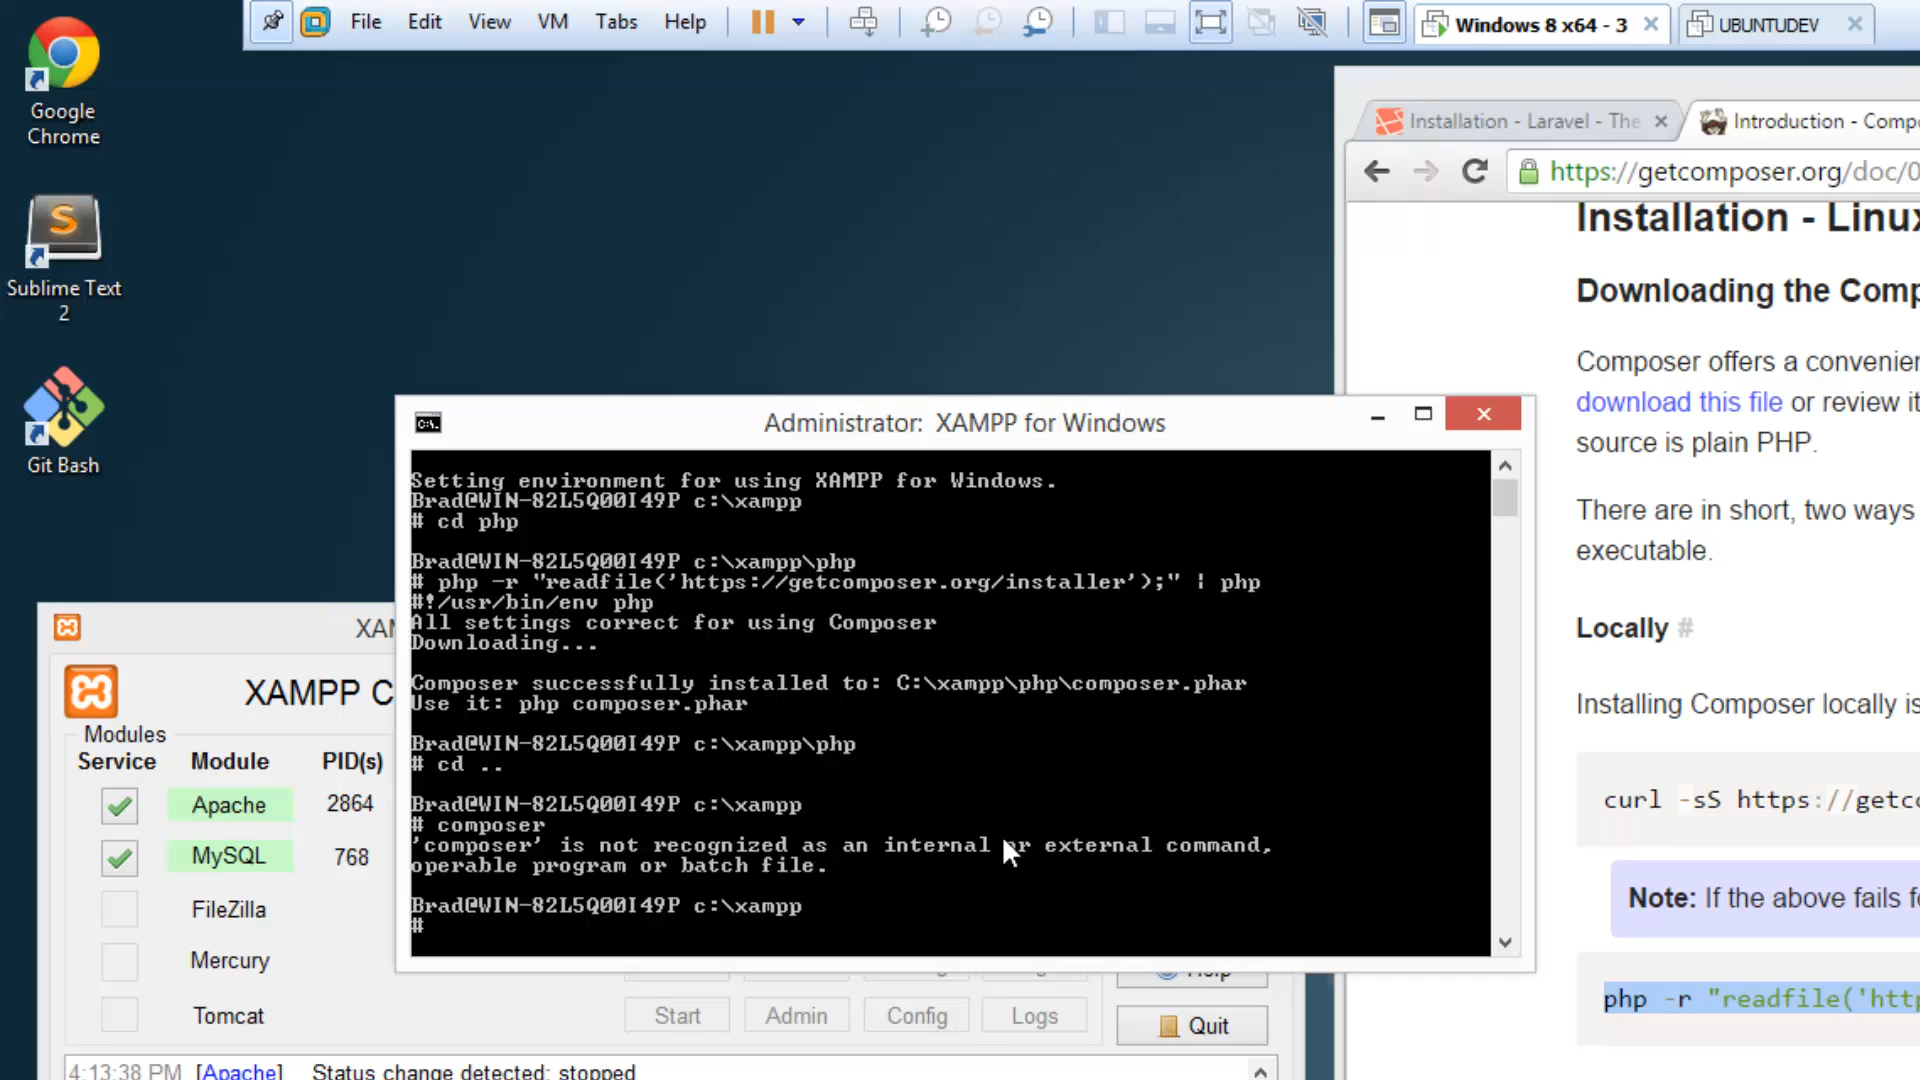 File Edit View VM Tabs Help
Windows 8 x64 - 3
UBUNTUDEV
Google
Chrome
Sublime Text
2
Git Bash
Installation - Laravel - The
Introduction - Compo
https://getcomposer.org/doc/0
Installation - Linux
Downloading the Comp
Composer offers a convenien
download this file or review it
source is plain PHP.
There are in short, two ways
executable.
Locally #
Installing Composer locally is
curl -sS https://getco
Note: If the above fails fo
php -r "readfile('http
Administrator: XAMPP for Windows
Setting environment for using XAMPP for Windows.
Brad@WIN-82L5Q00I49P c:\xampp
# cd php
Brad@WIN-82L5Q00I49P c:\xampp\php
# php -r "readfile('https://getcomposer.org/installer');" | php
#!/usr/bin/env php
All settings correct for using Composer
Downloading...
Composer successfully installed to: C:\xampp\php\composer.phar
Use it: php composer.phar
Brad@WIN-82L5Q00I49P c:\xampp\php
# cd ..
Brad@WIN-82L5Q00I49P c:\xampp
# composer
'composer' is not recognized as an internal or external command,
operable program or batch file.
Brad@WIN-82L5Q00I49P c:\xampp
#
XAM
XAMPP C
Modules
Service Module PID(s)
Apache 2864
MySQL 768
FileZilla
Mercury
Tomcat
Start Admin Config Logs
Help
Quit
4:13:38 PM [Apache] Status change detected: stopped